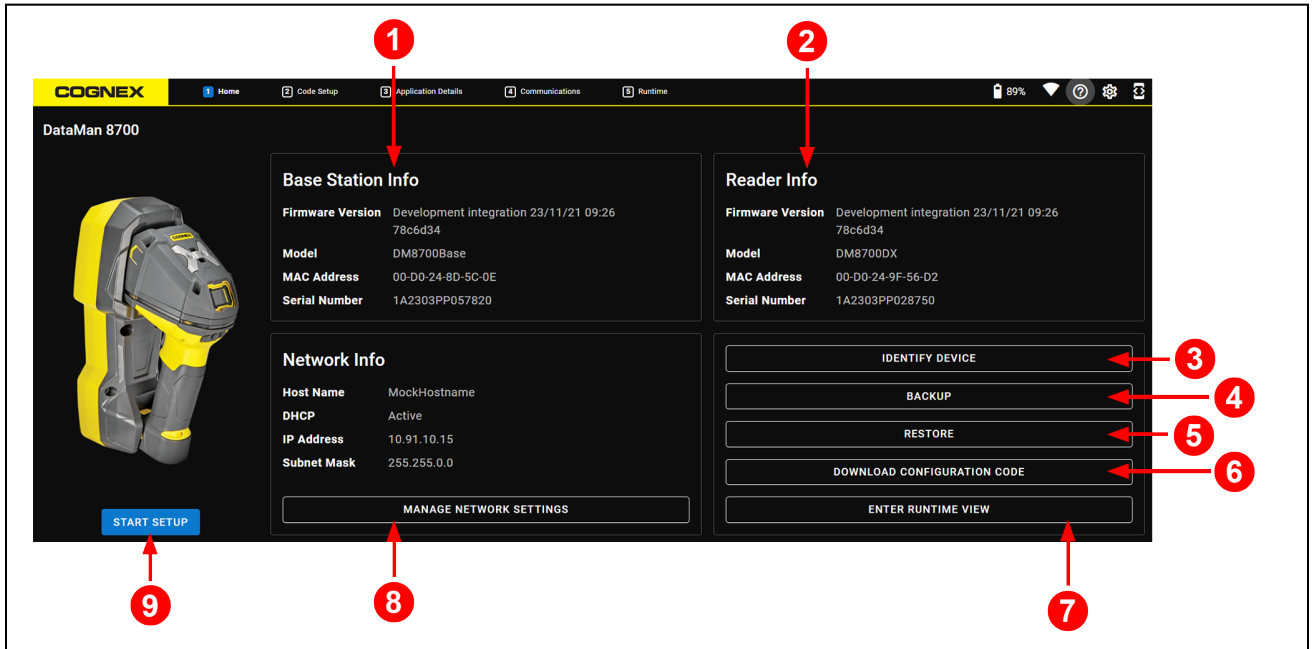 1 2
COGNEX 1 Home 2 Code Setup 3 Application Details 4 Communications 5 Runtime 89%
DataMan 8700
Base Station Info
Firmware Version Development integration 23/11/21 09:26
78c6d34
Model DM8700Base
MAC Address 00-D0-24-8D-5C-0E
Serial Number 1A2303PP057820
Reader Info
Firmware Version Development integration 23/11/21 09:26
78c6d34
Model DM8700DX
MAC Address 00-D0-24-9F-56-D2
Serial Number 1A2303PP028750
Network Info
Host Name MockHostname
DHCP Active
IP Address 10.91.10.15
Subnet Mask 255.255.0.0
MANAGE NETWORK SETTINGS
IDENTIFY DEVICE 3
BACKUP 4
RESTORE 5
DOWNLOAD CONFIGURATION CODE 6
ENTER RUNTIME VIEW
START SETUP
9 8 7